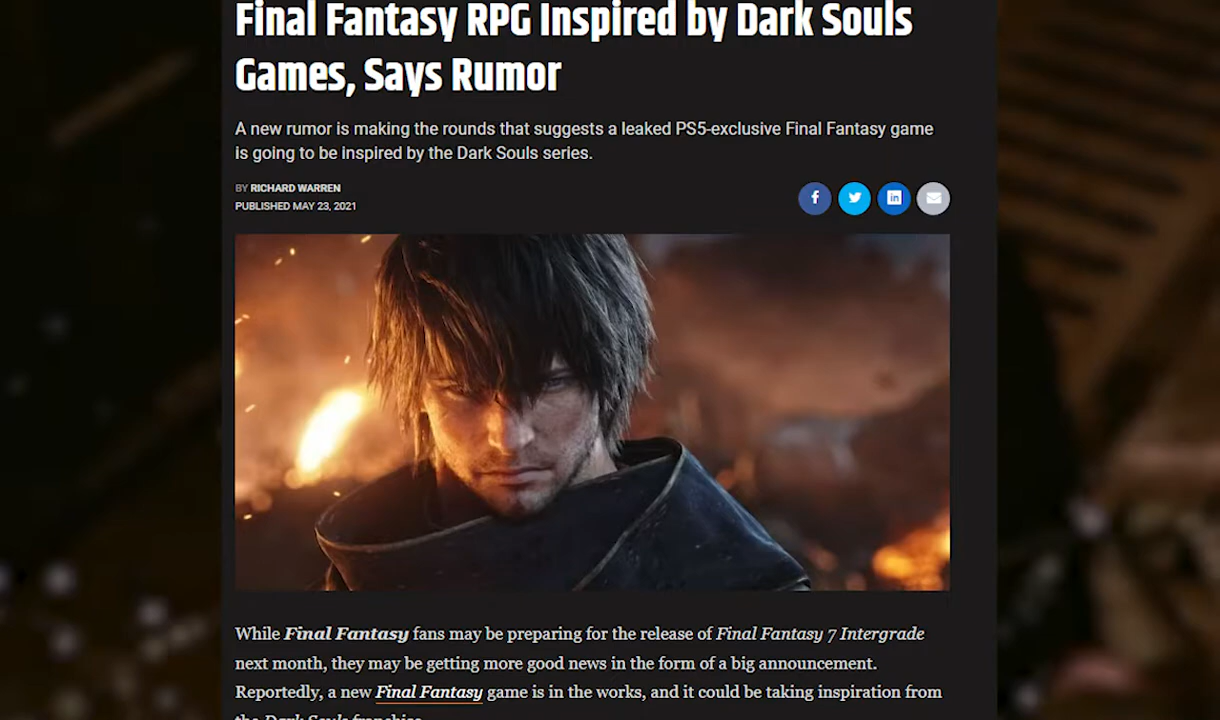 Final Fantasy RPG Inspired by Dark Souls
Games, Says Rumor
A new rumor is making the rounds that suggests a leaked PS5-exclusive Final Fantasy game
is going to be inspired by the Dark Souls series.
BY RICHARD WARREN
PUBLISHED MAY 23, 2021
While Final Fantasy fans may be preparing for the release of Final Fantasy 7 Intergrade
next month, they may be getting more good news in the form of a big announcement.
Reportedly, a new Final Fantasy game is in the works, and it could be taking inspiration from
the Dark Souls franchise.